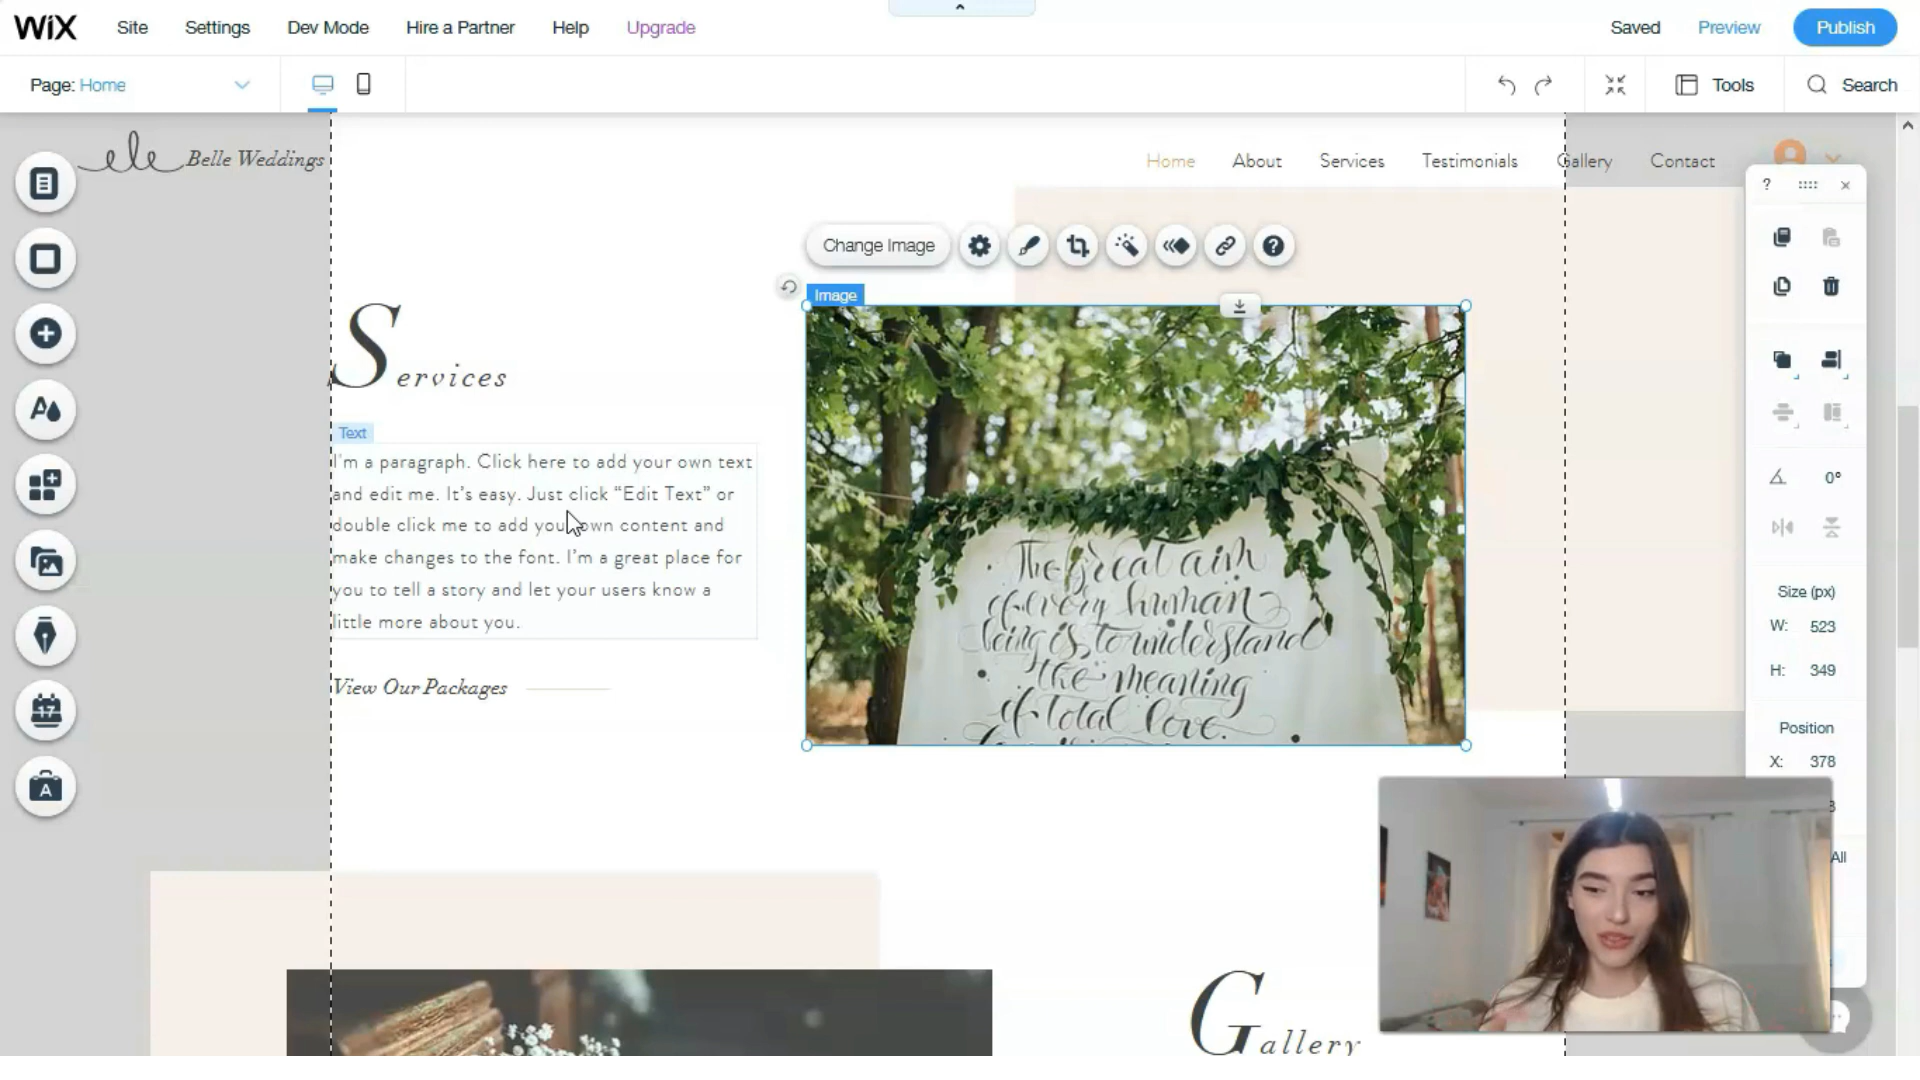 WiX Site Settings Dev Mode Hire a Partner Help Upgrade Saved Preview Publish
Page: Home Tools Search
ele Belle Weddings Home About Services Testimonials Gallery Contact
?
Change Image
Image
Services
Text
I'm a paragraph. Click here to add your own text
and edit me. It's easy. Just click “Edit Text” or
double click me to add your own content and
make changes to the font. I'm a great place for
you to tell a story and let your users know a
little more about you.
View Our Packages
The great aim
of every human
being is to understand
the meaning
of total love.
17
A
0°
Size (px)
W: 523
H: 349
Position
X: 378
All
Gallery